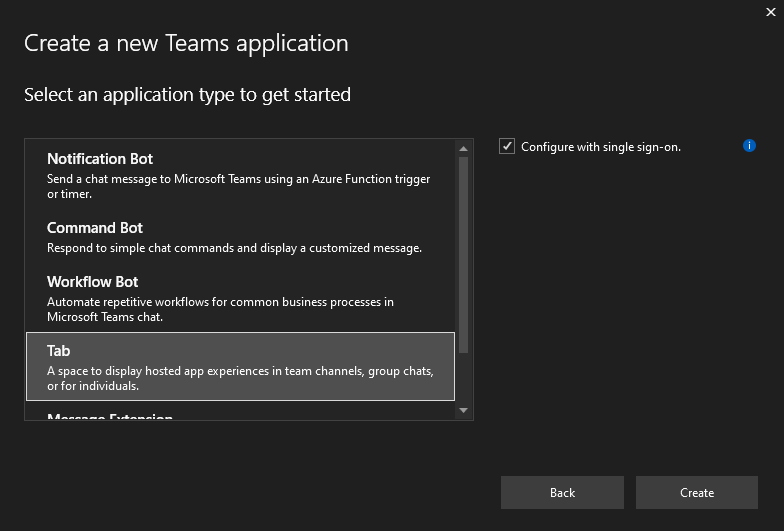 Create a new Teams application
Select an application type to get started
Notification Bot
Send a chat message to Microsoft Teams using an Azure Function trigger
or timer.
Command Bot
Respond to simple chat commands and display a customized message.
Workflow Bot
Automate repetitive workflows for common business processes in
Microsoft Teams chat.
Tab
A space to display hosted app experiences in team channels, group chats,
or for individuals.
Message Extension
Configure with single sign-on.
Back
Create